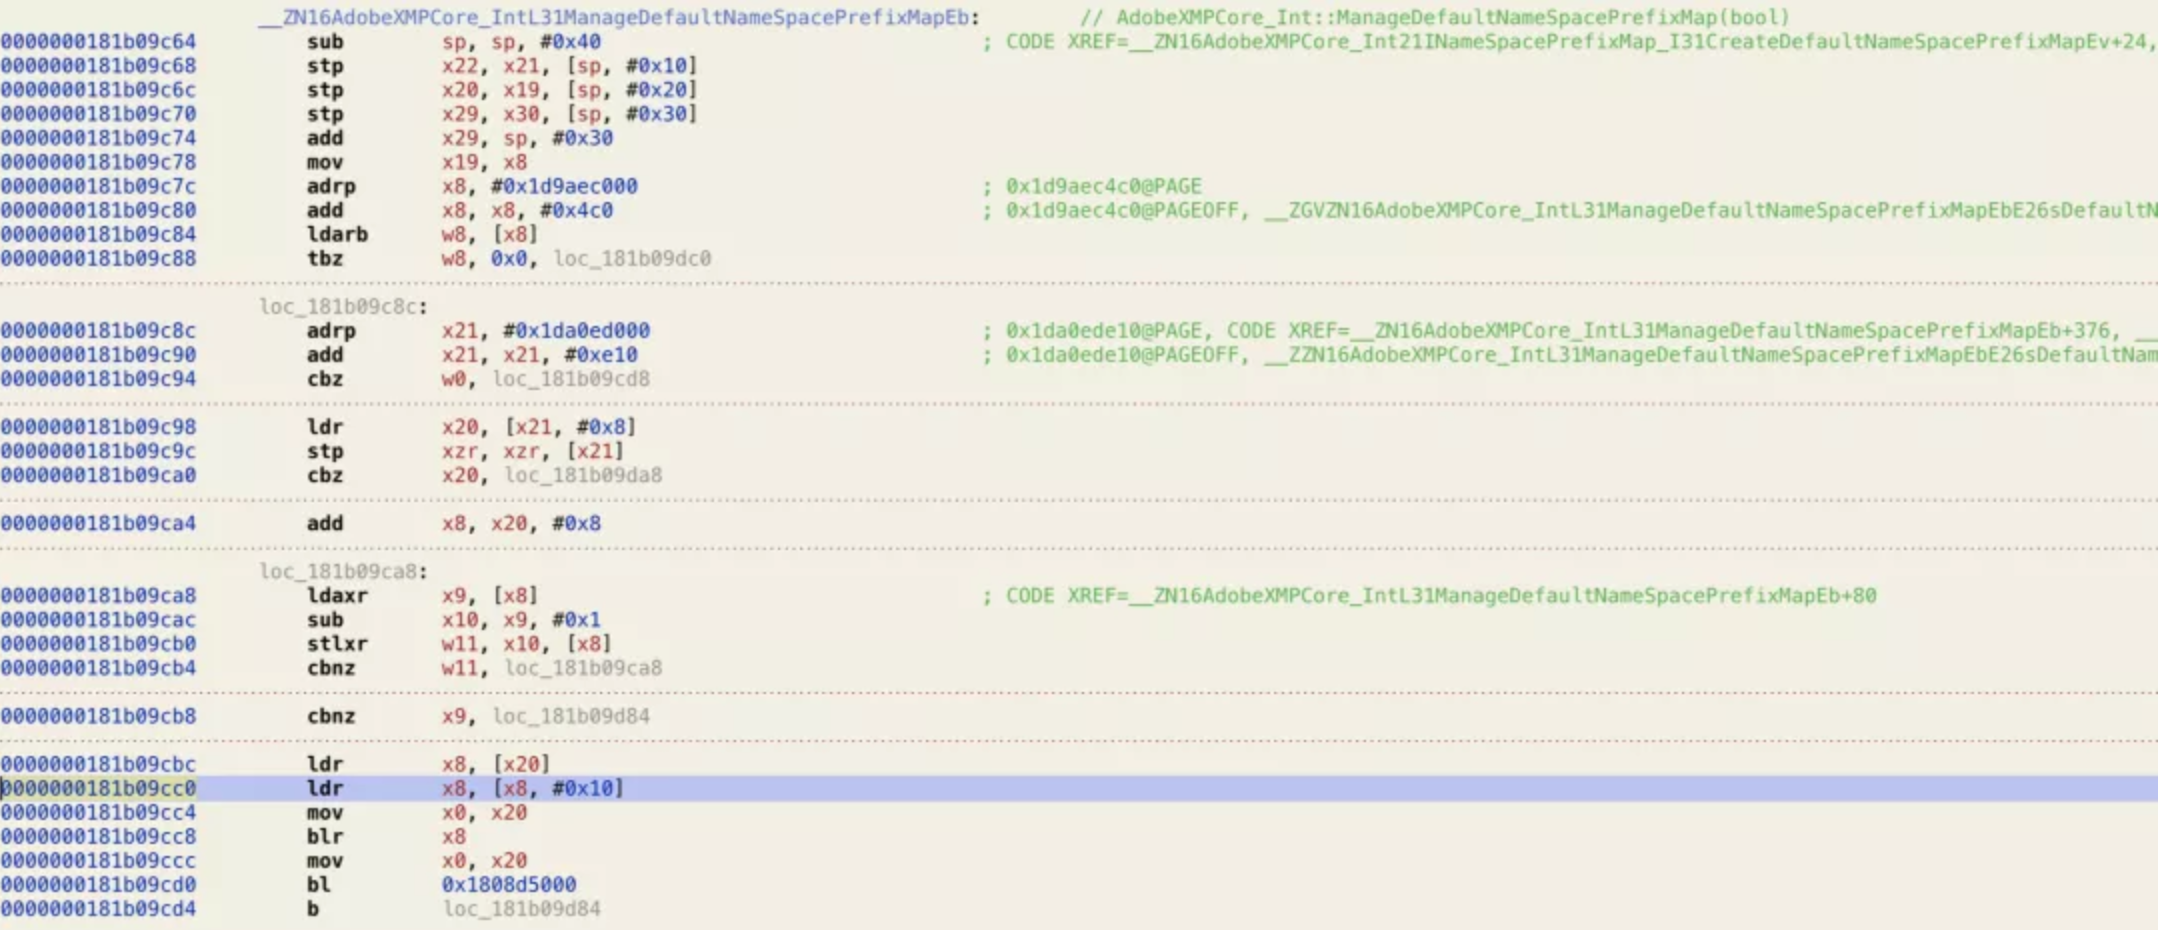 __ZN16AdobeXMPCore_IntL31ManageDefaultNameSpacePrefixMapEb: // AdobeXMPCore_Int::ManageDefaultNameSpacePrefixMap(bool)
0000000181b09c64 sub sp, sp, #0x40 ; CODE XREF=__ZN16AdobeXMPCore_Int21INameSpacePrefixMap_I31CreateDefaultNameSpacePrefixMapEv+24,
0000000181b09c68 stp x22, x21, [sp, #0x10]
0000000181b09c6c stp x20, x19, [sp, #0x20]
0000000181b09c70 stp x29, x30, [sp, #0x30]
0000000181b09c74 add x29, sp, #0x30
0000000181b09c78 mov x19, x8
0000000181b09c7c adrp x8, #0x1d9aec000 ; 0x1d9aec4c0@PAGE
0000000181b09c80 add x8, x8, #0x4c0 ; 0x1d9aec4c0@PAGEOFF, __ZGVZN16AdobeXMPCore_IntL31ManageDefaultNameSpacePrefixMapEbE26sDefaultN
0000000181b09c84 ldarb w8, [x8]
0000000181b09c88 tbz w8, 0x0, loc_181b09dc0
loc_181b09c8c:
0000000181b09c8c adrp x21, #0x1da0ed000 ; 0x1da0ede10@PAGE, CODE XREF=__ZN16AdobeXMPCore_IntL31ManageDefaultNameSpacePrefixMapEb+376, __
0000000181b09c90 add x21, x21, #0xe10 ; 0x1da0ede10@PAGEOFF, __ZZN16AdobeXMPCore_IntL31ManageDefaultNameSpacePrefixMapEbE26sDefaultNam
0000000181b09c94 cbz w0, loc_181b09cd8
0000000181b09c98 ldr x20, [x21, #0x8]
0000000181b09c9c stp xzr, xzr, [x21]
0000000181b09ca0 cbz x20, loc_181b09da8
0000000181b09ca4 add x8, x20, #0x8
loc_181b09ca8:
0000000181b09ca8 ldaxr x9, [x8] ; CODE XREF=__ZN16AdobeXMPCore_IntL31ManageDefaultNameSpacePrefixMapEb+80
0000000181b09cac sub x10, x9, #0x1
0000000181b09cb0 stlxr w11, x10, [x8]
0000000181b09cb4 cbnz w11, loc_181b09ca8
0000000181b09cb8 cbnz x9, loc_181b09d84
0000000181b09cbc ldr x8, [x20]
0000000181b09cc0 ldr x8, [x8, #0x10]
0000000181b09cc4 mov x0, x20
0000000181b09cc8 blr x8
0000000181b09ccc mov x0, x20
0000000181b09cd0 bl 0x1808d5000
0000000181b09cd4 b loc_181b09d84